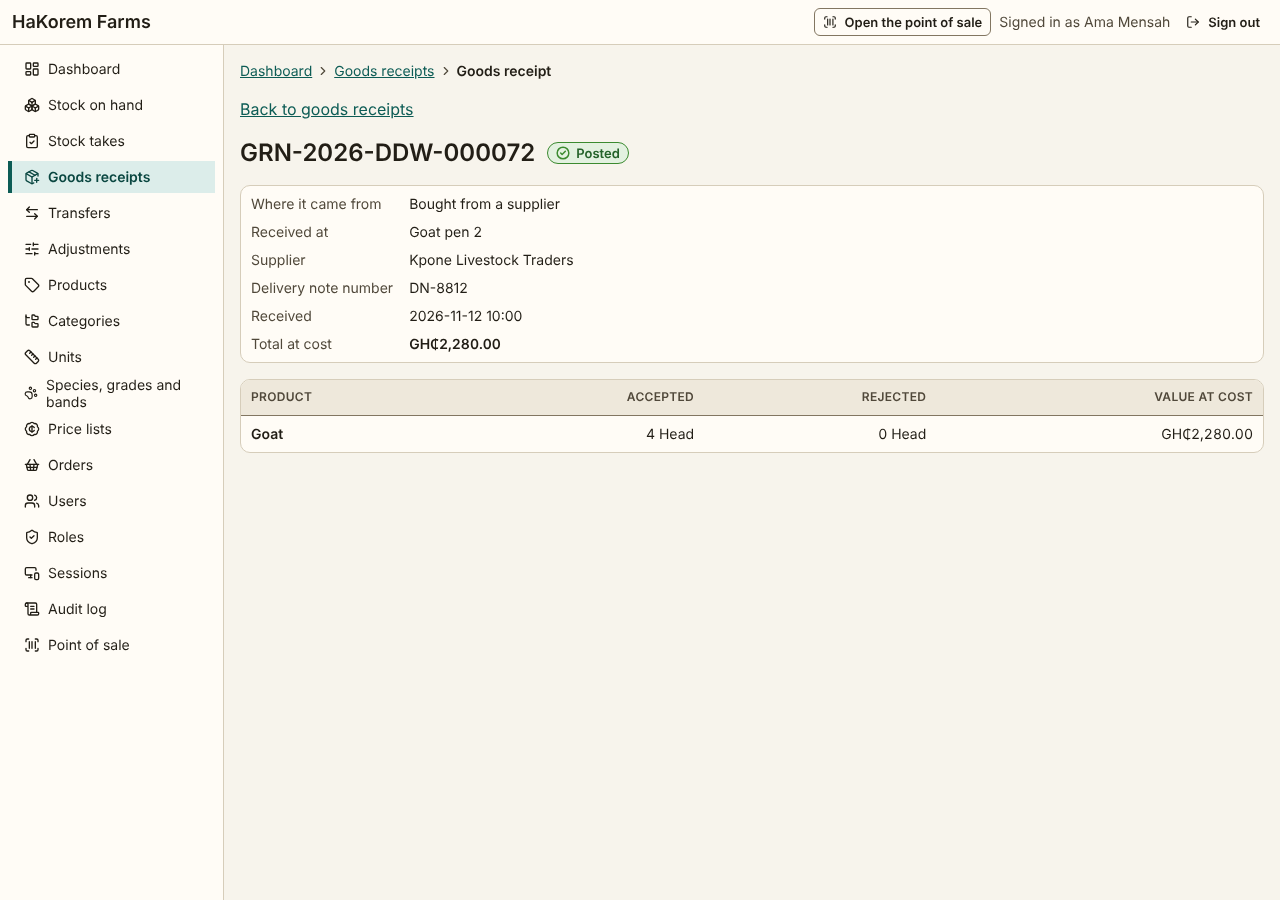 HaKorem Farms
Open the point of sale
Signed in as Ama Mensah
Sign out
Dashboard
Stock on hand
Stock takes
Goods receipts
Transfers
Adjustments
Products
Categories
Units
Species, grades and
bands
Price lists
Orders
Users
Roles
Sessions
Audit log
Point of sale
Dashboard > Goods receipts > Goods receipt
Back to goods receipts
GRN-2026-DDW-000072 Posted
Where it came from Bought from a supplier
Received at Goat pen 2
Supplier Kpone Livestock Traders
Delivery note number DN-8812
Received 2026-11-12 10:00
Total at cost GH₵2,280.00
PRODUCT ACCEPTED REJECTED VALUE AT COST
Goat 4 Head 0 Head GH₵2,280.00